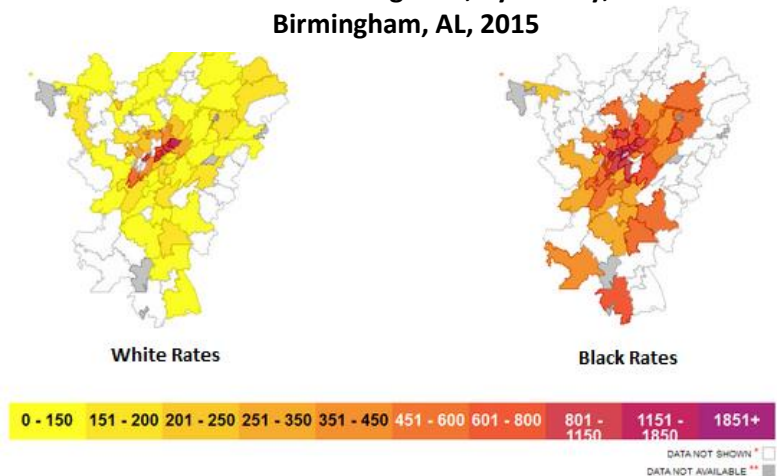 Birmingham, AL, 2015
White Rates
Black Rates
0 - 150 151 - 200 201 - 250 251 - 350 351 - 450 451 - 600 601 - 800 801 - 1150 1151 - 1850 1851+
DATA NOT SHOWN *
DATA NOT AVAILABLE **